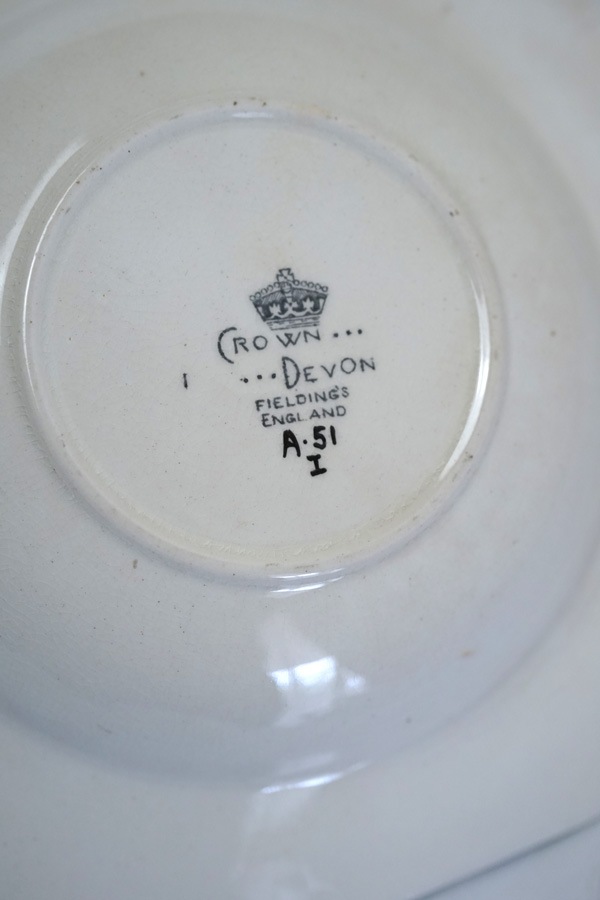 CROWN ...
...DEVON
FIELDING'S
ENGLAND
A.51
I